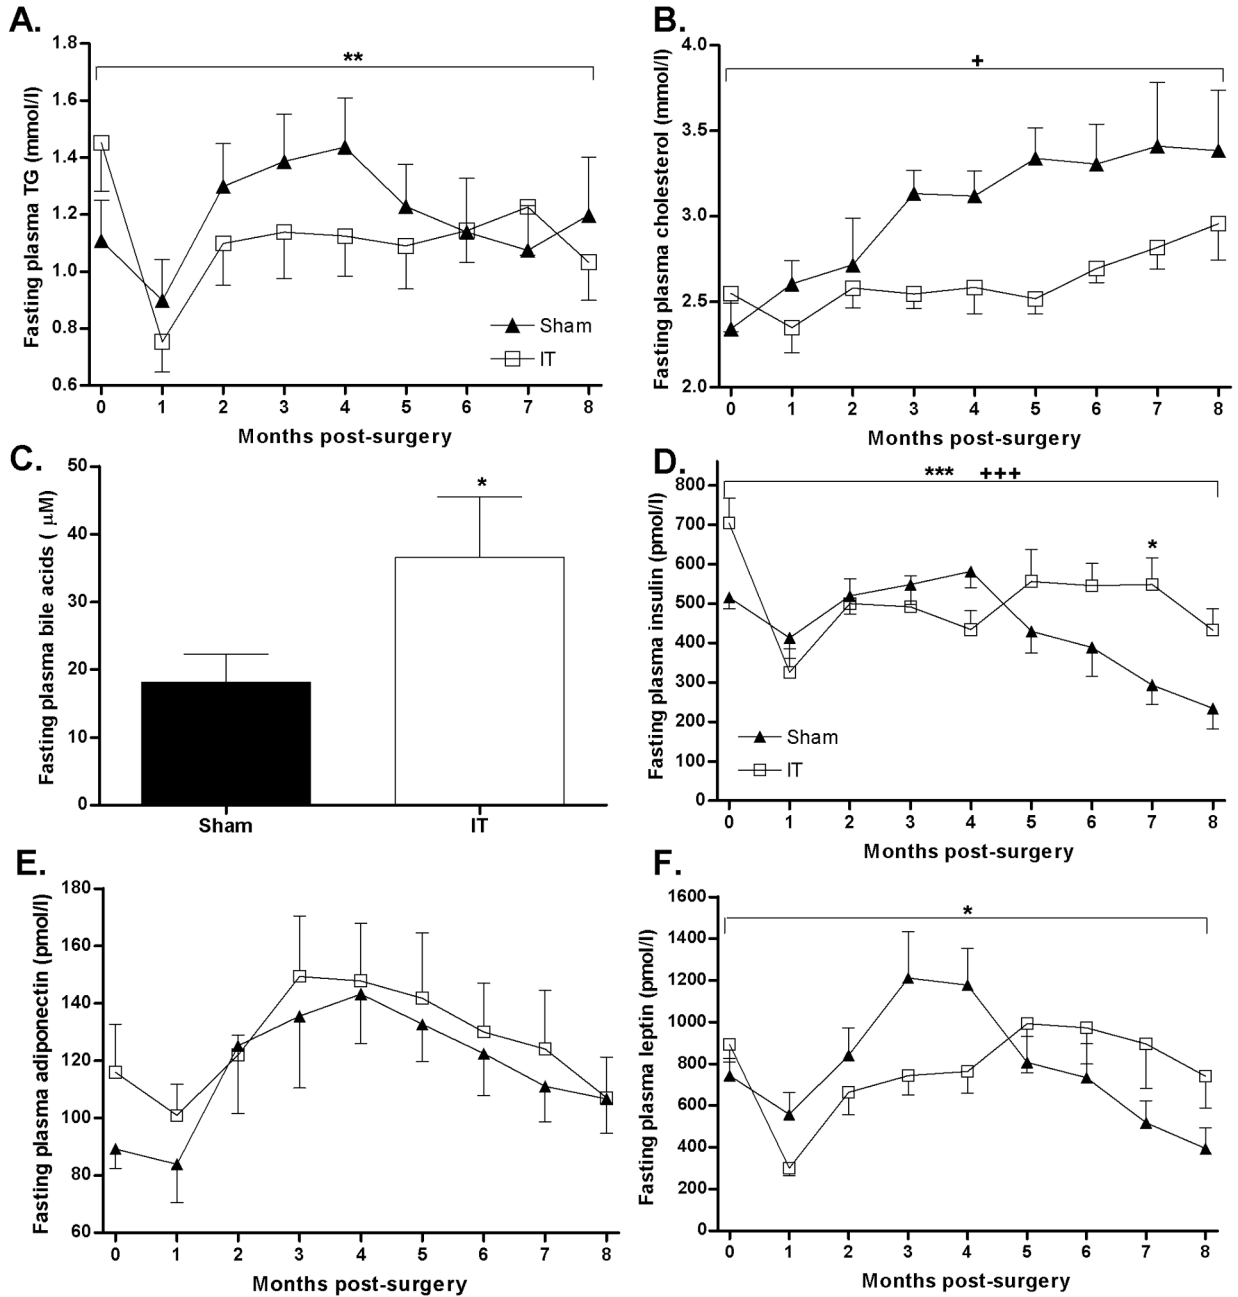 A.
Fasting plasma TG (mmol/l)
1.8
1.6
1.4
1.2
1.0
0.8
0.6
**
Sham
IT
0 1 2 3 4 5 6 7 8
Months post-surgery
B.
Fasting plasma cholesterol (mmol/l)
4.0
3.5
3.0
2.5
2.0
+
0 1 2 3 4 5 6 7 8
Months post-surgery
C.
Fasting plasma bile acids ( μM)
50
40
30
20
10
0
*
Sham IT
D.
Fasting plasma insulin (pmol/l)
800
700
600
500
400
300
200
100
0
*** +++
*
Sham
IT
0 1 2 3 4 5 6 7 8
Months post-surgery
E.
Fasting plasma adiponectin (pmol/l)
180
160
140
120
100
80
60
0 1 2 3 4 5 6 7 8
Months post-surgery
F.
Fasting plasma leptin (pmol/l)
1600
1400
1200
1000
800
600
400
200
0
*
0 1 2 3 4 5 6 7 8
Months post-surgery